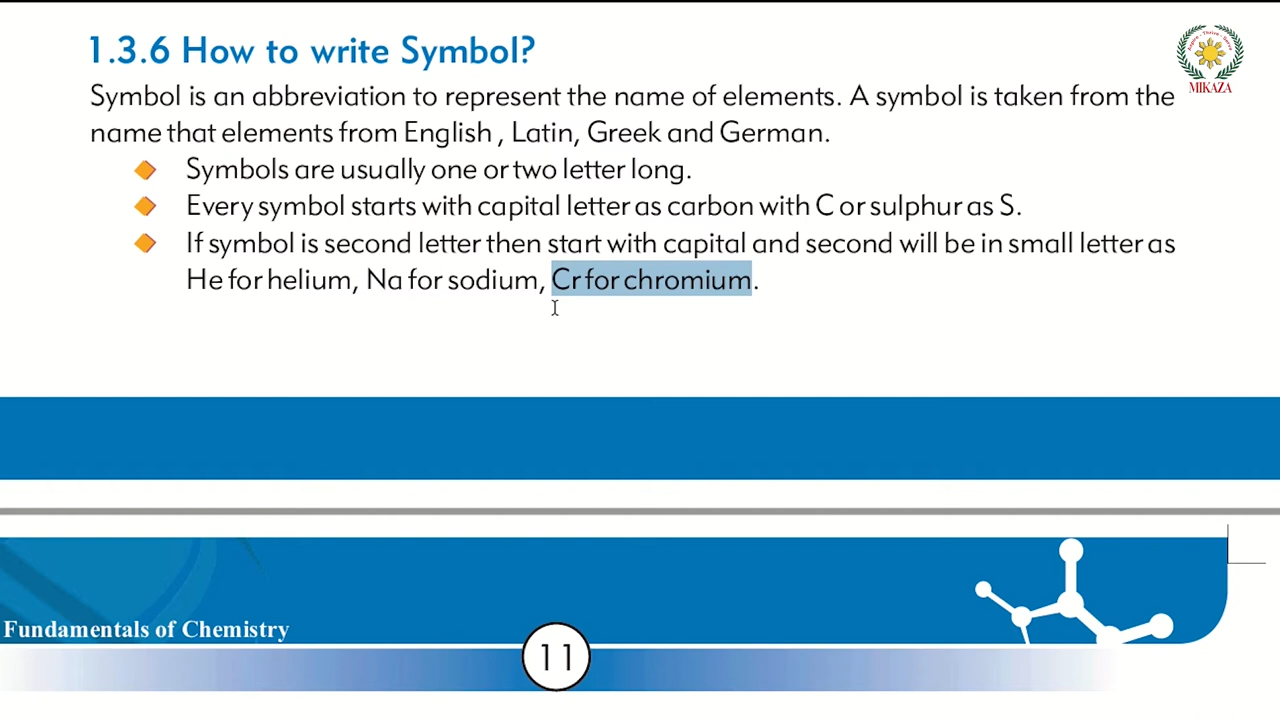 1.3.6 How to write Symbol?
Symbol is an abbreviation to represent the name of elements. A symbol is taken from the
name that elements from English , Latin, Greek and German.
Symbols are usually one or two letter long.
Every symbol starts with capital letter as carbon with C or sulphur as S.
If symbol is second letter then start with capital and second will be in small letter as
He for helium, Na for sodium, Cr for chromium.
MIKAZA
Fundamentals of Chemistry
11